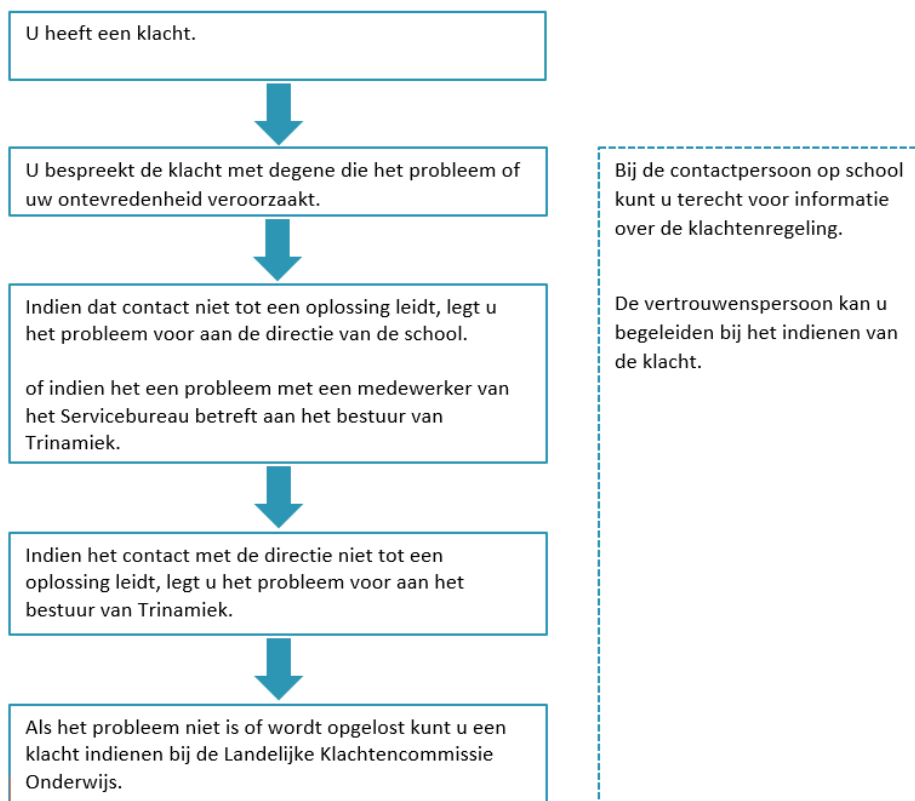 U heeft een klacht.
U bespreekt de klacht met degene die het probleem of
uw ontevredenheid veroorzaakt.
Indien dat contact niet tot een oplossing leidt, legt u
het probleem voor aan de directie van de school.
of indien het een probleem met een medewerker van
het Servicebureau betreft aan het bestuur van
Trinamiek.
Indien het contact met de directie niet tot een
oplossing leidt, legt u het probleem voor aan het
bestuur van Trinamiek.
Als het probleem niet is of wordt opgelost kunt u een
klacht indienen bij de Landelijke Klachtencommissie
Onderwijs.
Bij de contactpersoon op school
kunt u terecht voor informatie
over de klachtenregeling.
De vertrouwenspersoon kan u
begeleiden bij het indienen van
de klacht.